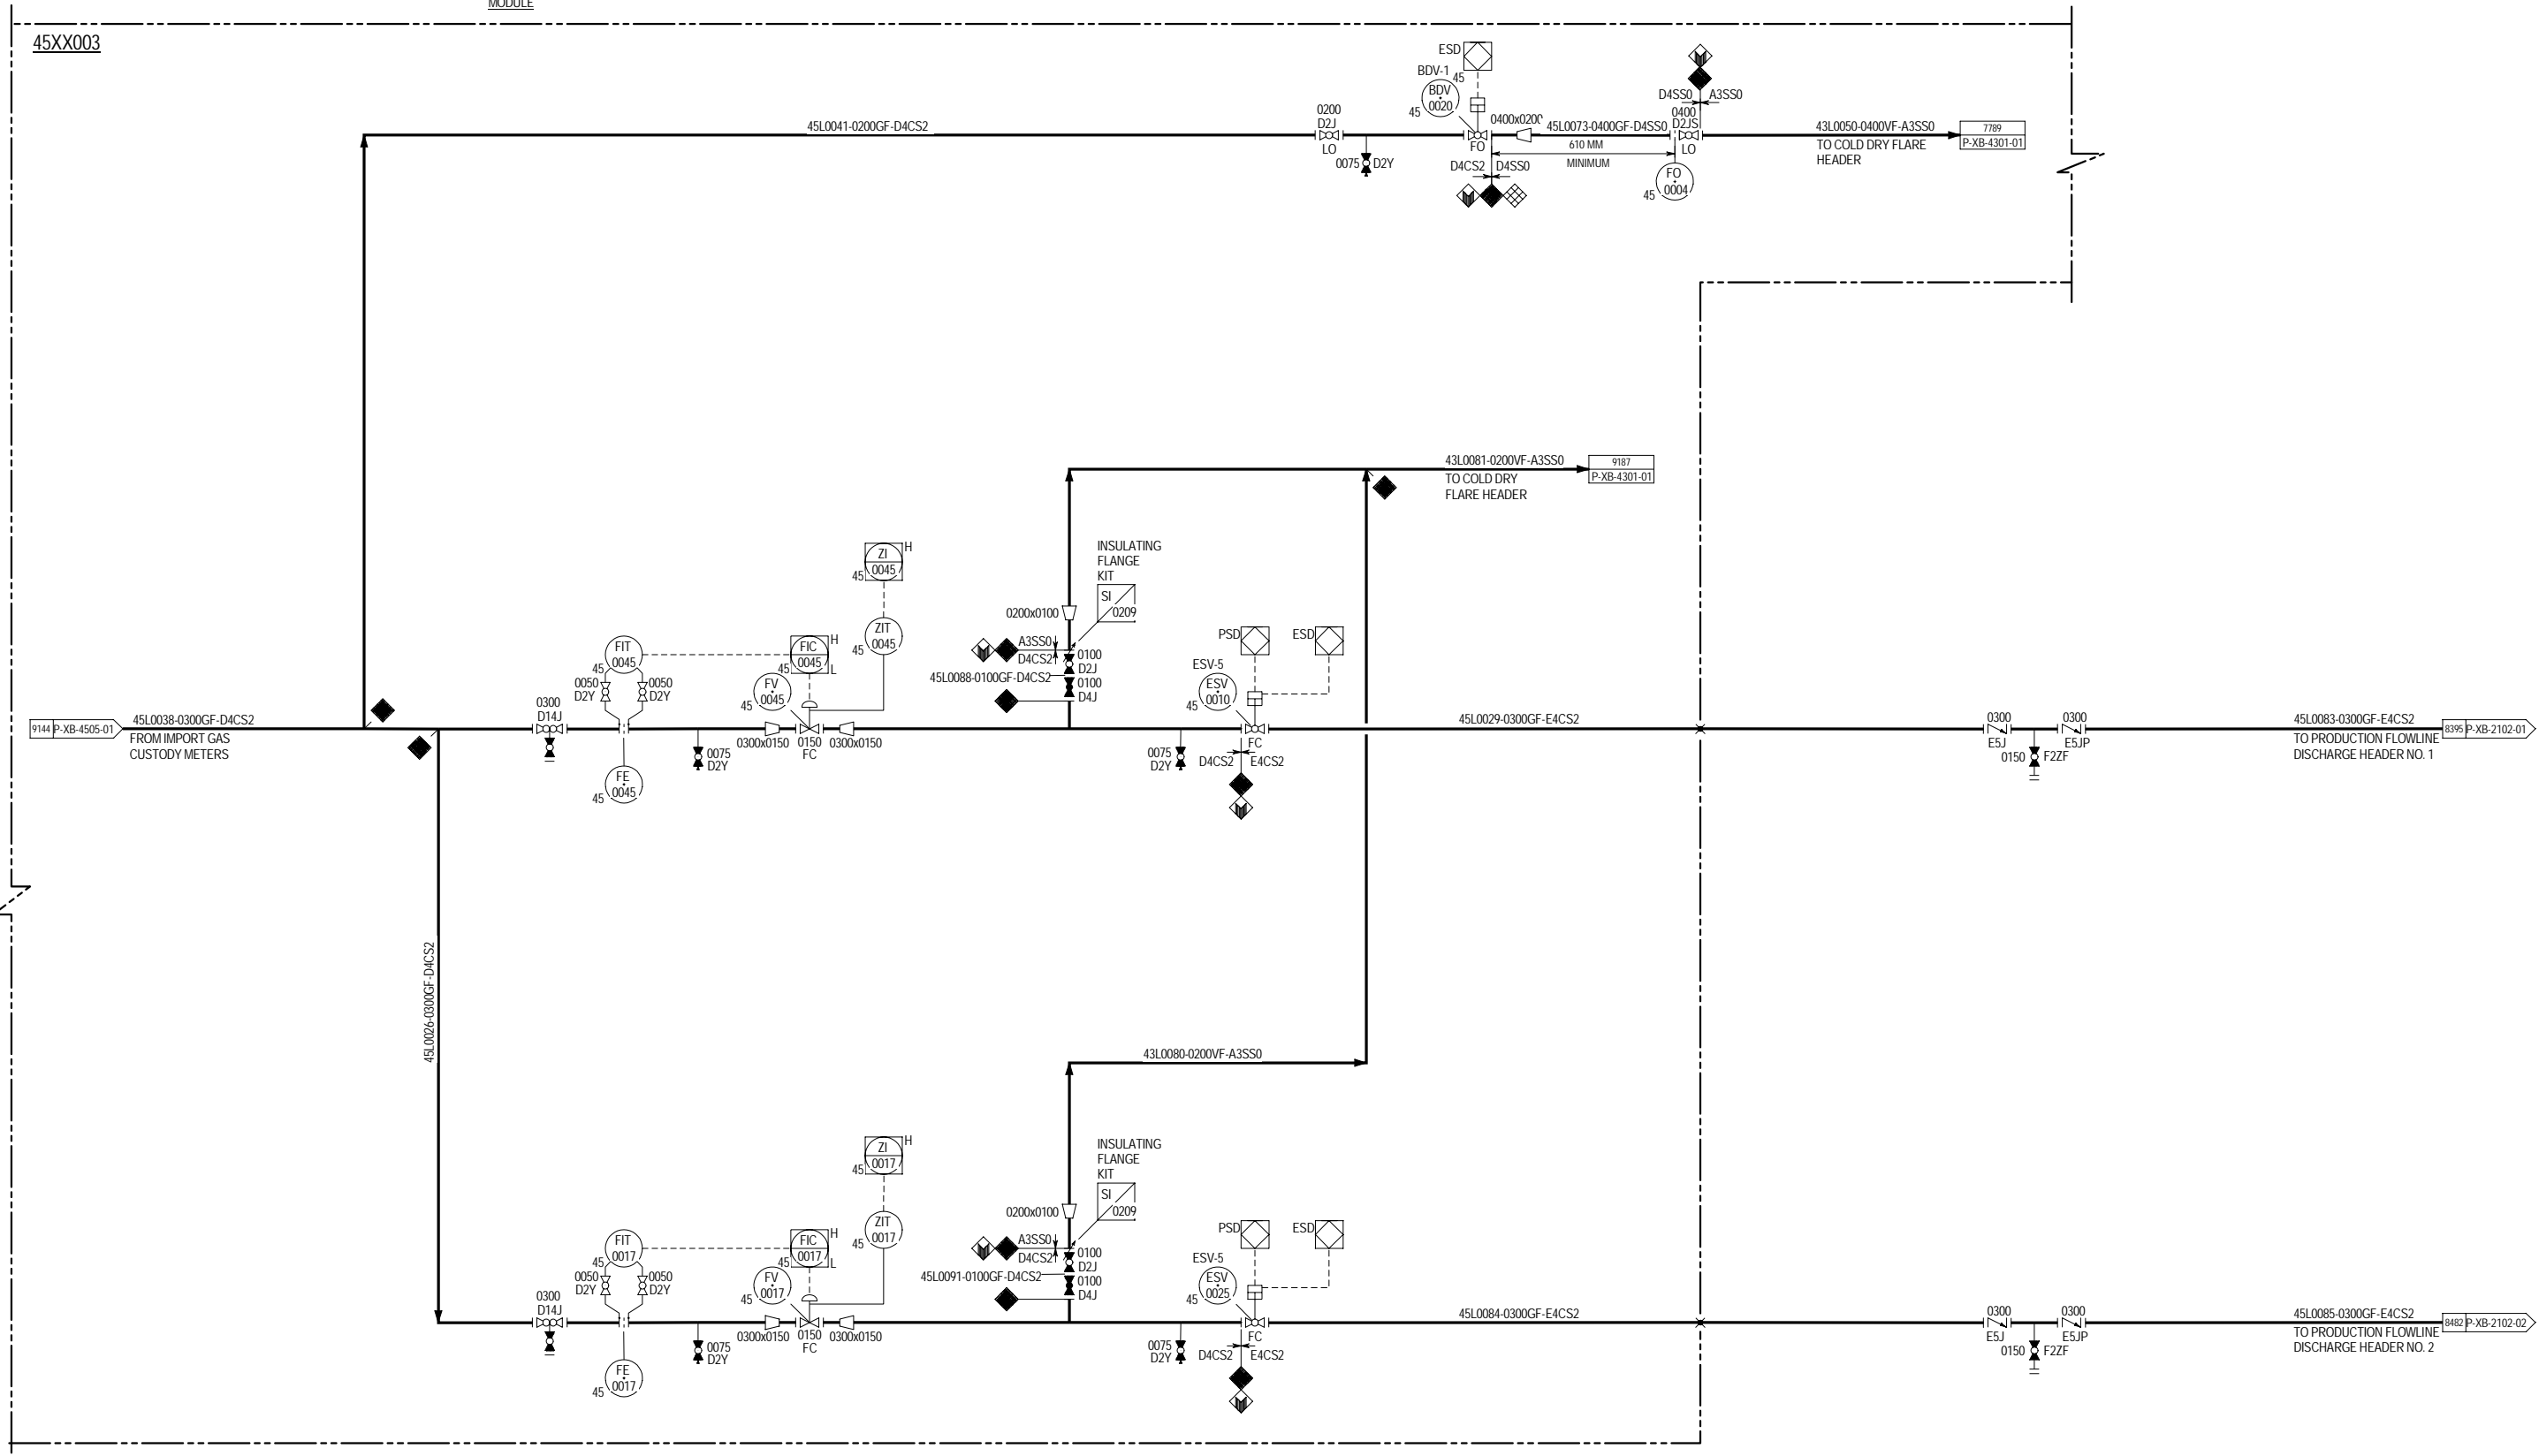 MODULE
45XX003
ESD
BDV-1
45
BDV
0020
45
0400x0200
FO
D4CS2
D4SS0
0200
D2J
LO
0075
D2Y
45L0041-0200GF-D4CS2
45L0073-0400GF-D4SS0
610 MM
MINIMUM
D4SS0
A3SS0
0400
D2JS
LO
FO
0004
45
43L0050-0400VF-A3SS0
TO COLD DRY FLARE
HEADER
7789
P-XB-4301-01
43L0081-0200VF-A3SS0
TO COLD DRY
FLARE HEADER
9187
P-XB-4301-01
9144
P-XB-4505-01
45L0038-0300GF-D4CS2
FROM IMPORT GAS
CUSTODY METERS
0300
D14J
FIT
0045
45
0050
D2Y
0050
D2Y
FE
0045
45
0075
D2Y
0300x0150
FV
0045
45
FIC
0045
45
H
L
0150
FC
0300x0150
ZI
0045
45
H
ZIT
0045
45
INSULATING
FLANGE
KIT
SI
0209
0200x0100
A3SS0
D4CS2
0100
D2J
45L0088-0100GF-D4CS2
0100
D4J
PSD
ESD
ESV-5
ESV
0010
45
0075
D2Y
FC
D4CS2
E4CS2
45L0029-0300GF-E4CS2
0300
E5J
0300
E5JP
0150
F2ZF
45L0083-0300GF-E4CS2
TO PRODUCTION FLOWLINE
DISCHARGE HEADER NO. 1
8395
P-XB-2102-01
45L0026-0300GF-D4CS2
43L0080-0200VF-A3SS0
0300
D14J
FIT
0017
45
0050
D2Y
0050
D2Y
FE
0017
45
0075
D2Y
0300x0150
FV
0017
45
FIC
0017
45
H
L
0150
FC
0300x0150
ZI
0017
45
H
ZIT
0017
45
INSULATING
FLANGE
KIT
SI
0209
0200x0100
A3SS0
D4CS2
0100
D2J
45L0091-0100GF-D4CS2
0100
D4J
PSD
ESD
ESV-5
ESV
0025
45
0075
D2Y
FC
D4CS2
E4CS2
45L0084-0300GF-E4CS2
0300
E5J
0300
E5JP
0150
F2ZF
45L0085-0300GF-E4CS2
TO PRODUCTION FLOWLINE
DISCHARGE HEADER NO. 2
8482
P-XB-2102-02